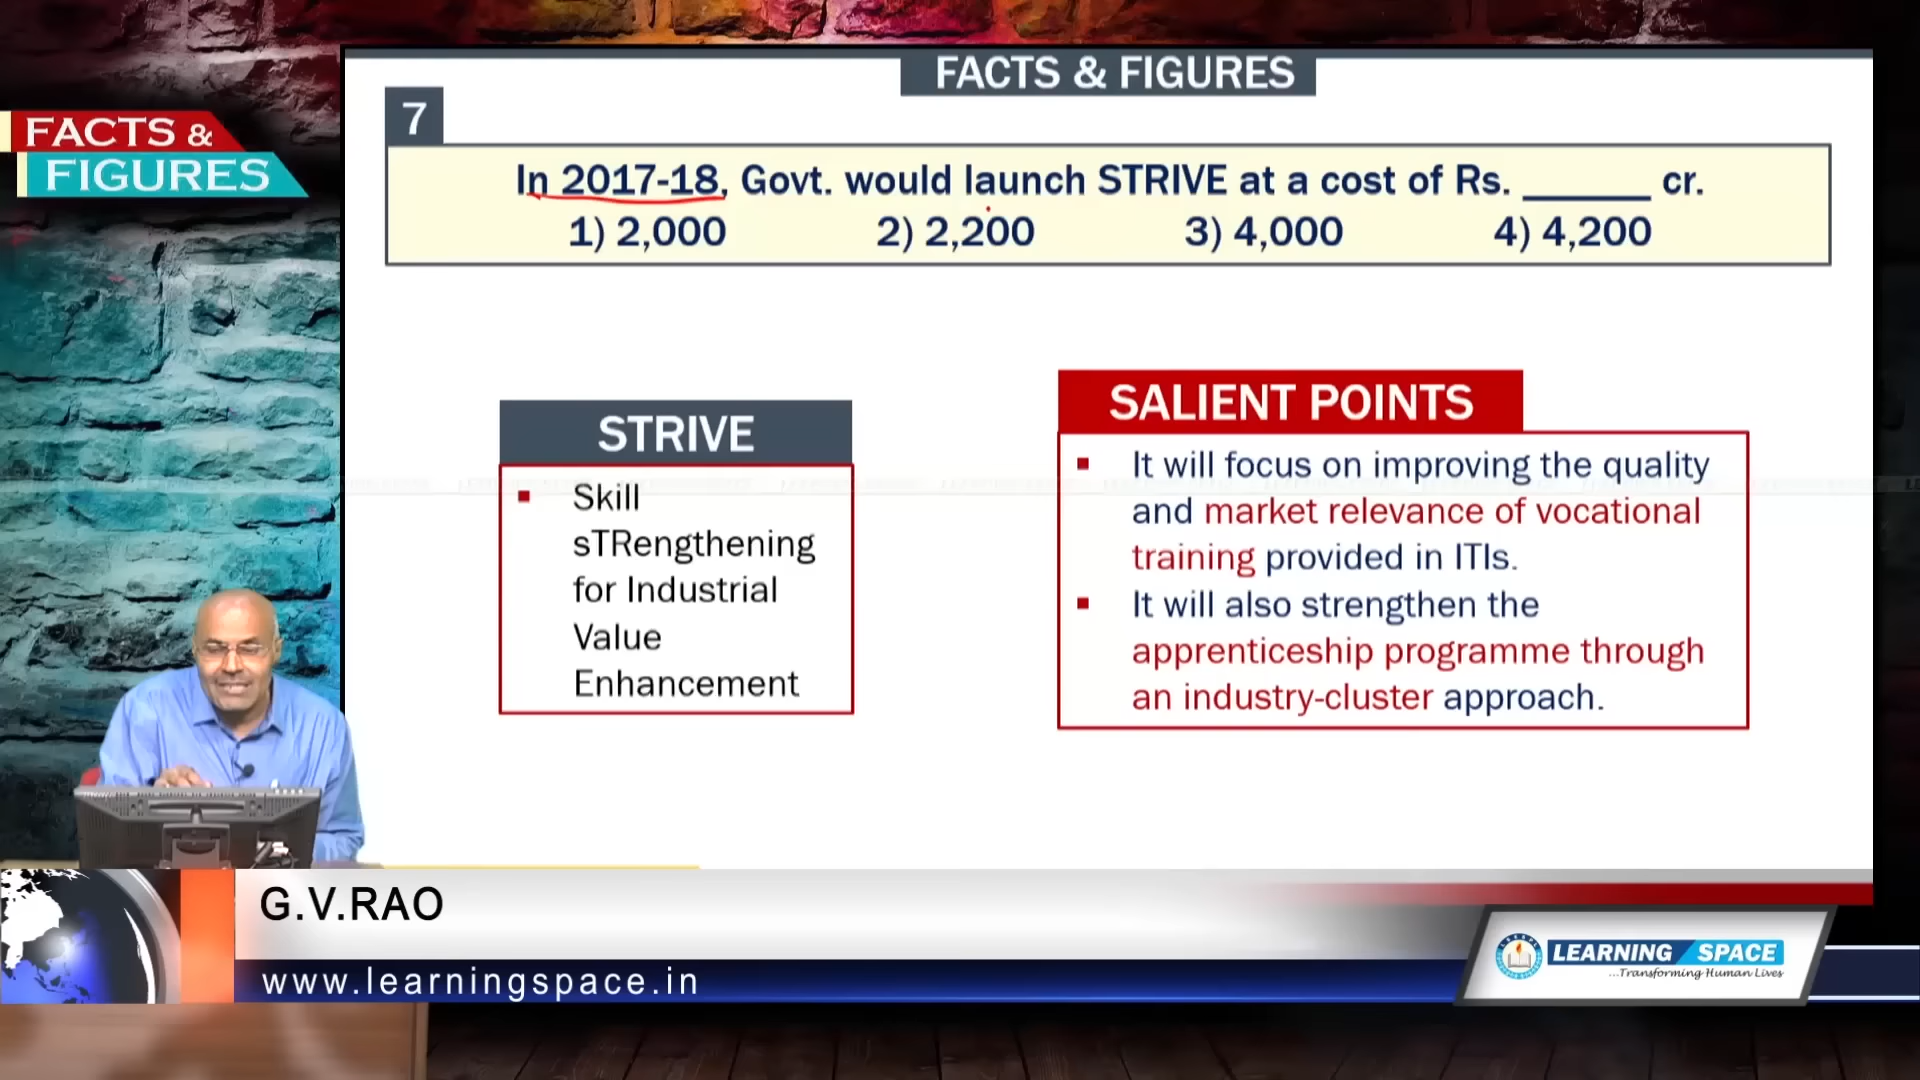 FACTS & FIGURES
FACTS &
FIGURES
7
In 2017-18, Govt. would launch STRIVE at a cost of Rs. ______ cr.
1) 2,000 2) 2,200 3) 4,000 4) 4,200
STRIVE
▪ Skill
sTRengthening
for Industrial
Value
Enhancement
SALIENT POINTS
▪ It will focus on improving the quality
and market relevance of vocational
training provided in ITIs.
▪ It will also strengthen the
apprenticeship programme through
an industry-cluster approach.
G.V.RAO
www.learningspace.in
LEARNING SPACE
...Transforming Human Lives